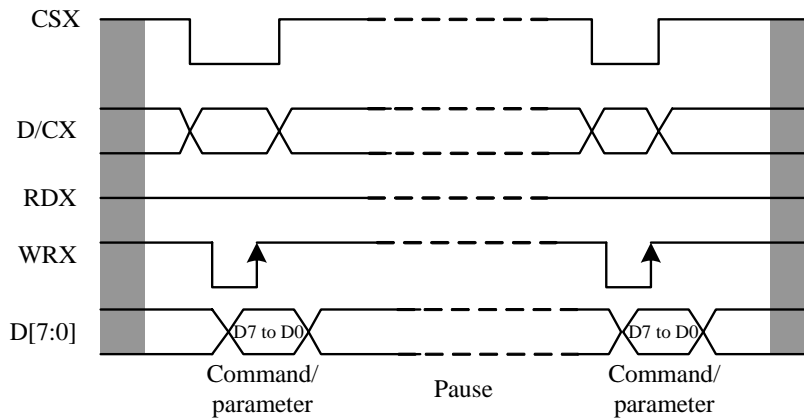 CSX
D/CX
RDX
WRX
D[7:0]
D7 to D0
D7 to D0
Command/
parameter
Pause
Command/
parameter